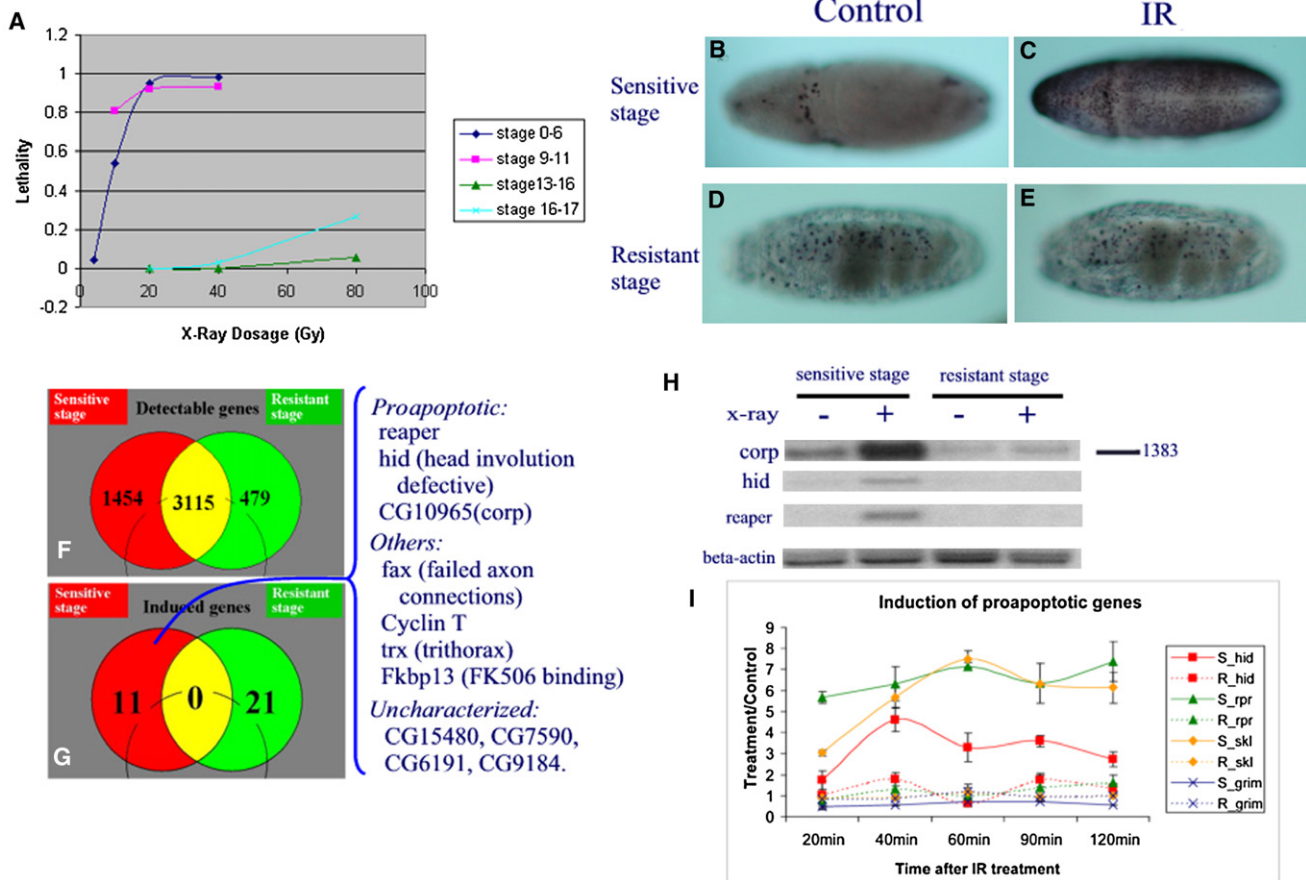 A
1.2
1
0.8
0.6
0.4
0.2
0
-0.2
Lethality
0 20 40 60 80 100
X-Ray Dosage (Gy)
stage 0-6
stage 9-11
stage13-16
stage 16-17
Control IR
Sensitive
stage
B
C
Resistant
stage
D
E
Sensitive
stage
Detectable genes
Resistant
stage
1454 3115 479
F
Sensitive
stage
Induced genes
Resistant
stage
11 0 21
G
Proapoptotic:
reaper
hid (head involution
defective)
CG10965(corp)
Others:
fax (failed axon
connections)
Cyclin T
trx (trithorax)
Fkbp13 (FK506 binding)
Uncharacterized:
CG15480, CG7590,
CG6191, CG9184.
H
sensitive stage resistant stage
x-ray - + - +
corp 1383
hid
reaper
beta-actin
I
Induction of proapoptotic genes
9
8
7
6
5
4
3
2
1
0
Treatment/Control
20min 40min 60min 90min 120min
Time after IR treatment
S_hid
R_hid
S_rpr
R_rpr
S_skl
R_skl
S_grim
R_grim